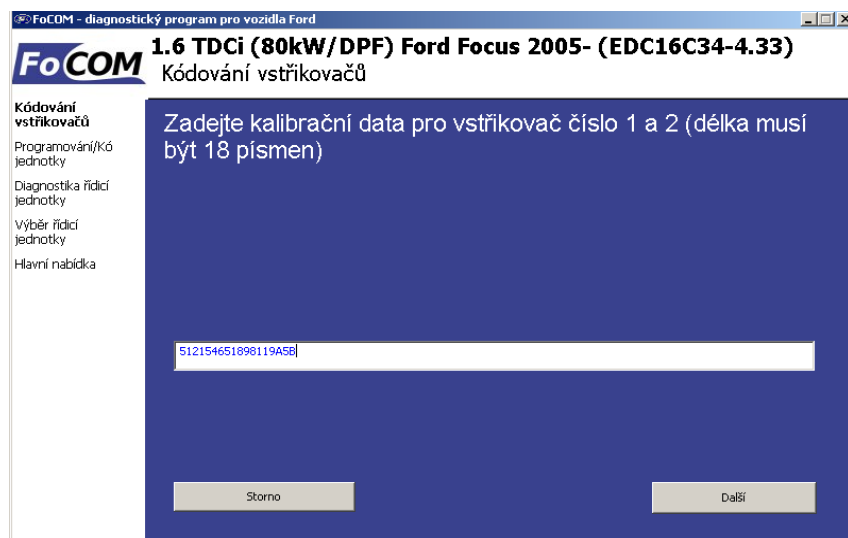 FoCOM - diagnostický program pro vozidla Ford
FoCOM
1.6 TDCi (80kW/DPF) Ford Focus 2005- (EDC16C34-4.33)
Kódování vstřikovačů
Kódování
vstřikovačů
Programování/Kó
jednotky
Diagnostika řídicí
jednotky
Výběr řídicí
jednotky
Hlavní nabídka
Zadejte kalibrační data pro vstřikovač číslo 1 a 2 (délka musí
být 18 písmen)
512154651898119A5B
Storno
Další